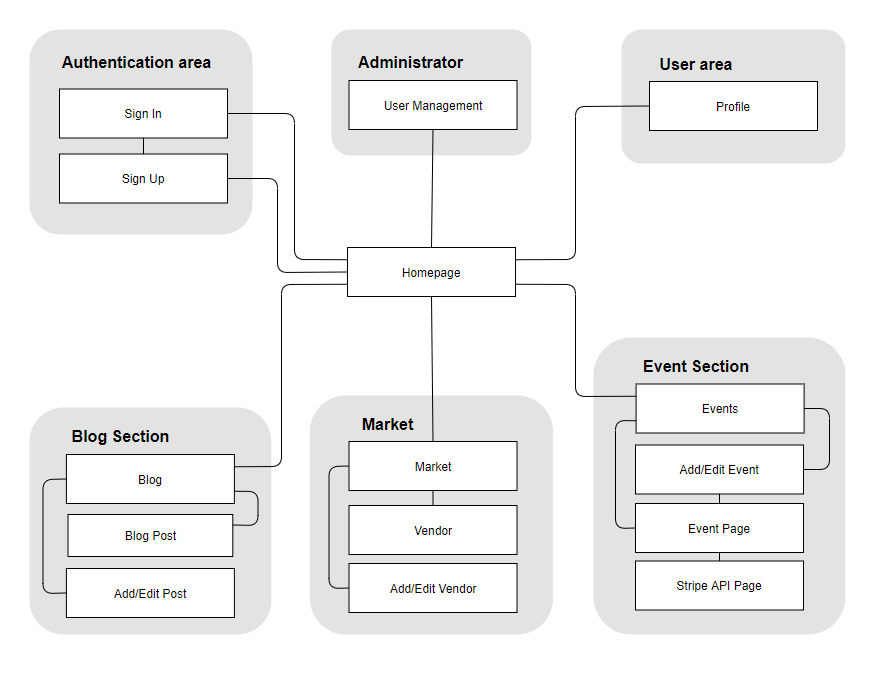 Authentication area
Sign In
Sign Up
Administrator
User Management
User area
Profile
Homepage
Blog Section
Blog
Blog Post
Add/Edit Post
Market
Market
Vendor
Add/Edit Vendor
Event Section
Events
Add/Edit Event
Event Page
Stripe API Page